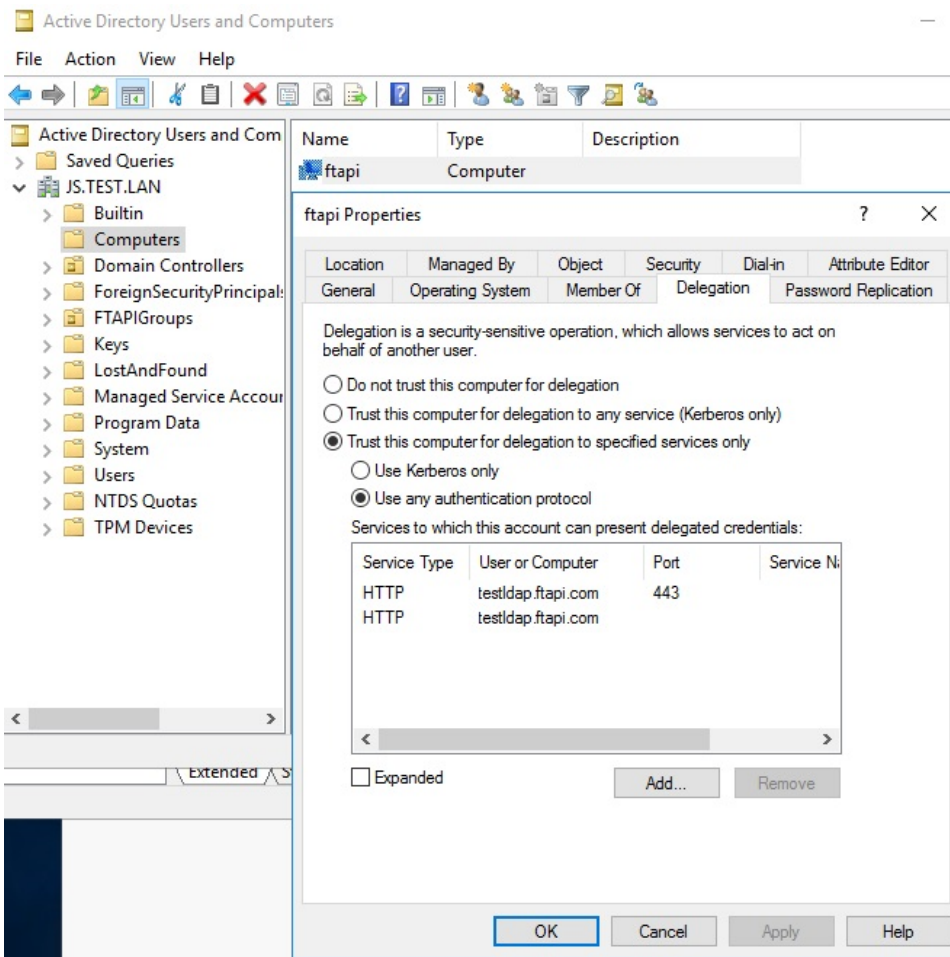 Active Directory Users and Computers
File Action View Help
Active Directory Users and Com
Saved Queries
JS.TEST.LAN
Builtin
Computers
Domain Controllers
ForeignSecurityPrincipal:
FTAPIGroups
Keys
LostAndFound
Managed Service Accour
Program Data
System
Users
NTDS Quotas
TPM Devices
Extended S
Name Type Description
ftapi Computer
ftapi Properties ?
Location Managed By Object Security Dial-in Attribute Editor
General Operating System Member Of Delegation Password Replication
Delegation is a security-sensitive operation, which allows services to act on
behalf of another user.
Do not trust this computer for delegation
Trust this computer for delegation to any service (Kerberos only)
Trust this computer for delegation to specified services only
Use Kerberos only
Use any authentication protocol
Services to which this account can present delegated credentials:
Service Type User or Computer Port Service Na
HTTP testldap.ftapi.com 443
HTTP testldap.ftapi.com
Expanded Add... Remove
OK Cancel Apply Help